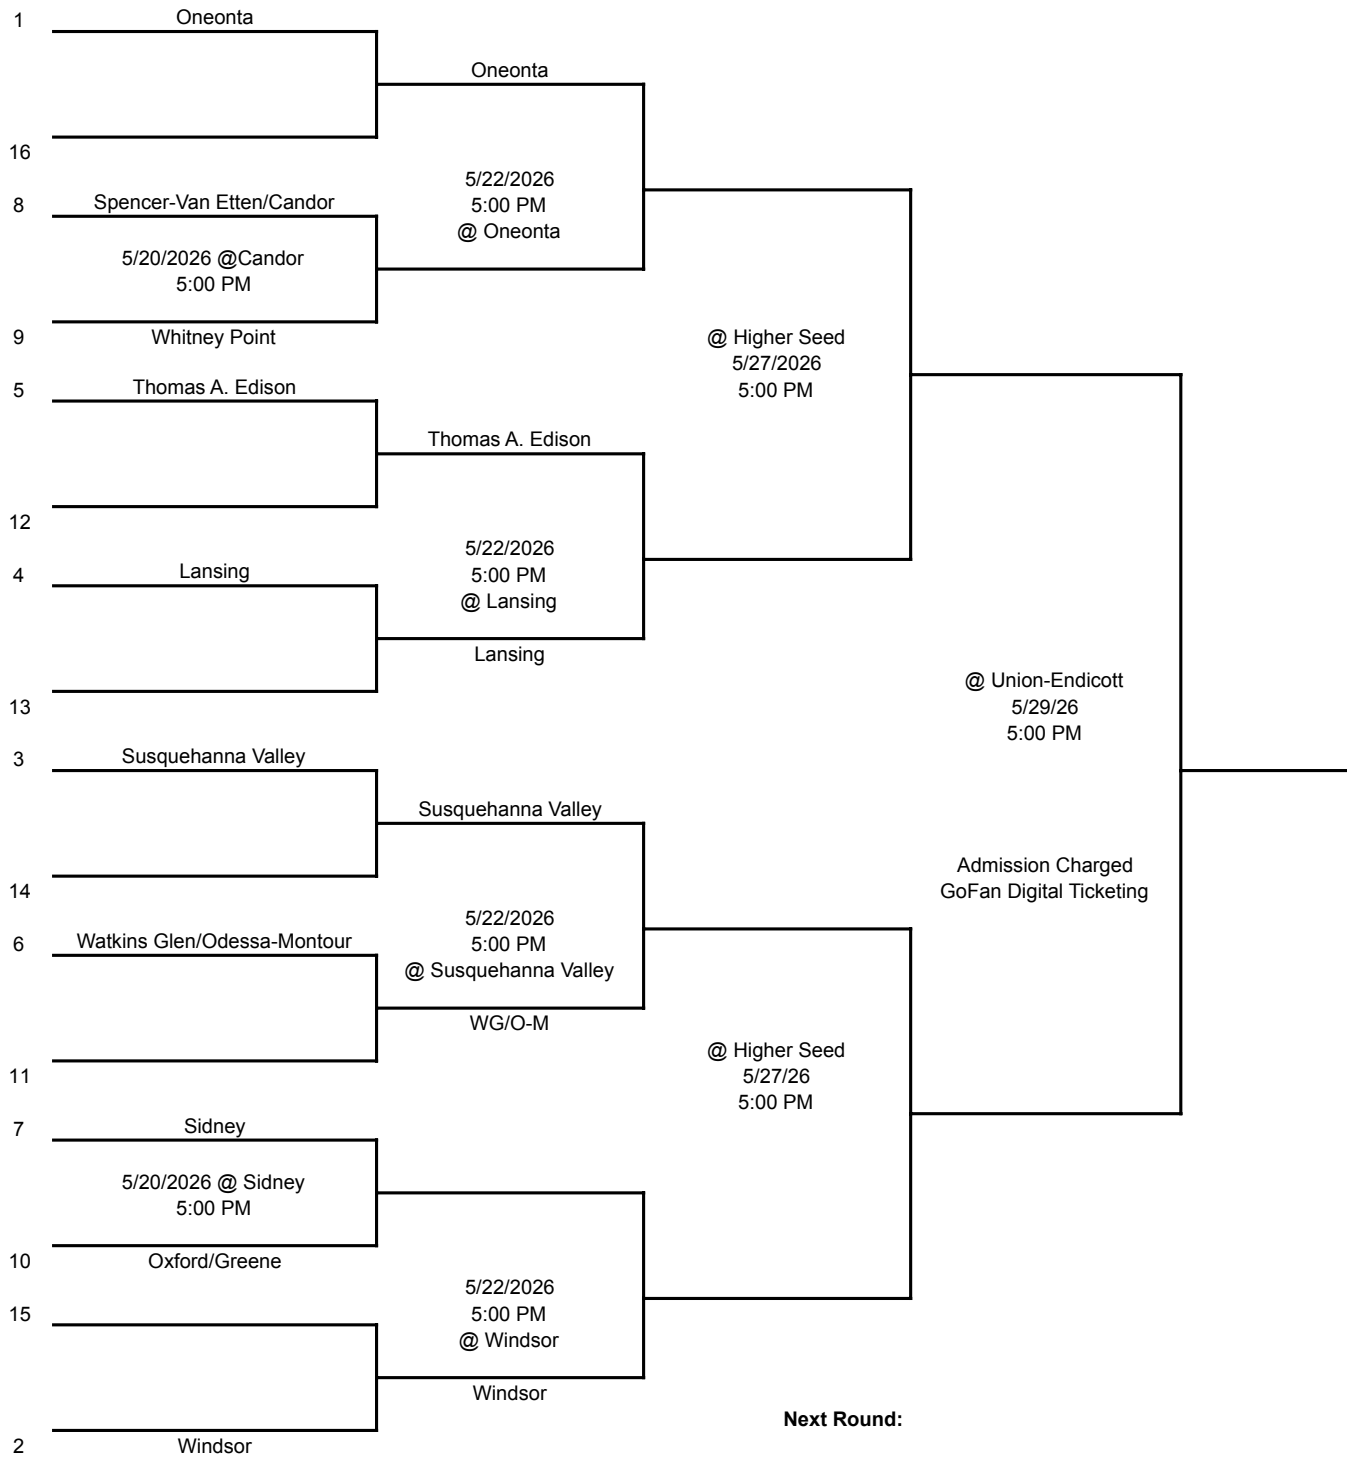 1
Oneonta
Oneonta
16
5/22/2026
5:00 PM
@ Oneonta
8
Spencer-Van Etten/Candor
5/20/2026 @Candor
5:00 PM
9
Whitney Point
@ Higher Seed
5/27/2026
5:00 PM
5
Thomas A. Edison
Thomas A. Edison
12
5/22/2026
5:00 PM
@ Lansing
4
Lansing
Lansing
13
@ Union-Endicott
5/29/26
5:00 PM
3
Susquehanna Valley
Susquehanna Valley
Admission Charged
GoFan Digital Ticketing
14
5/22/2026
5:00 PM
@ Susquehanna Valley
6
Watkins Glen/Odessa-Montour
WG/O-M
@ Higher Seed
5/27/26
5:00 PM
11
7
Sidney
5/20/2026 @ Sidney
5:00 PM
10
Oxford/Greene
15
5/22/2026
5:00 PM
@ Windsor
Windsor
Next Round:
2
Windsor